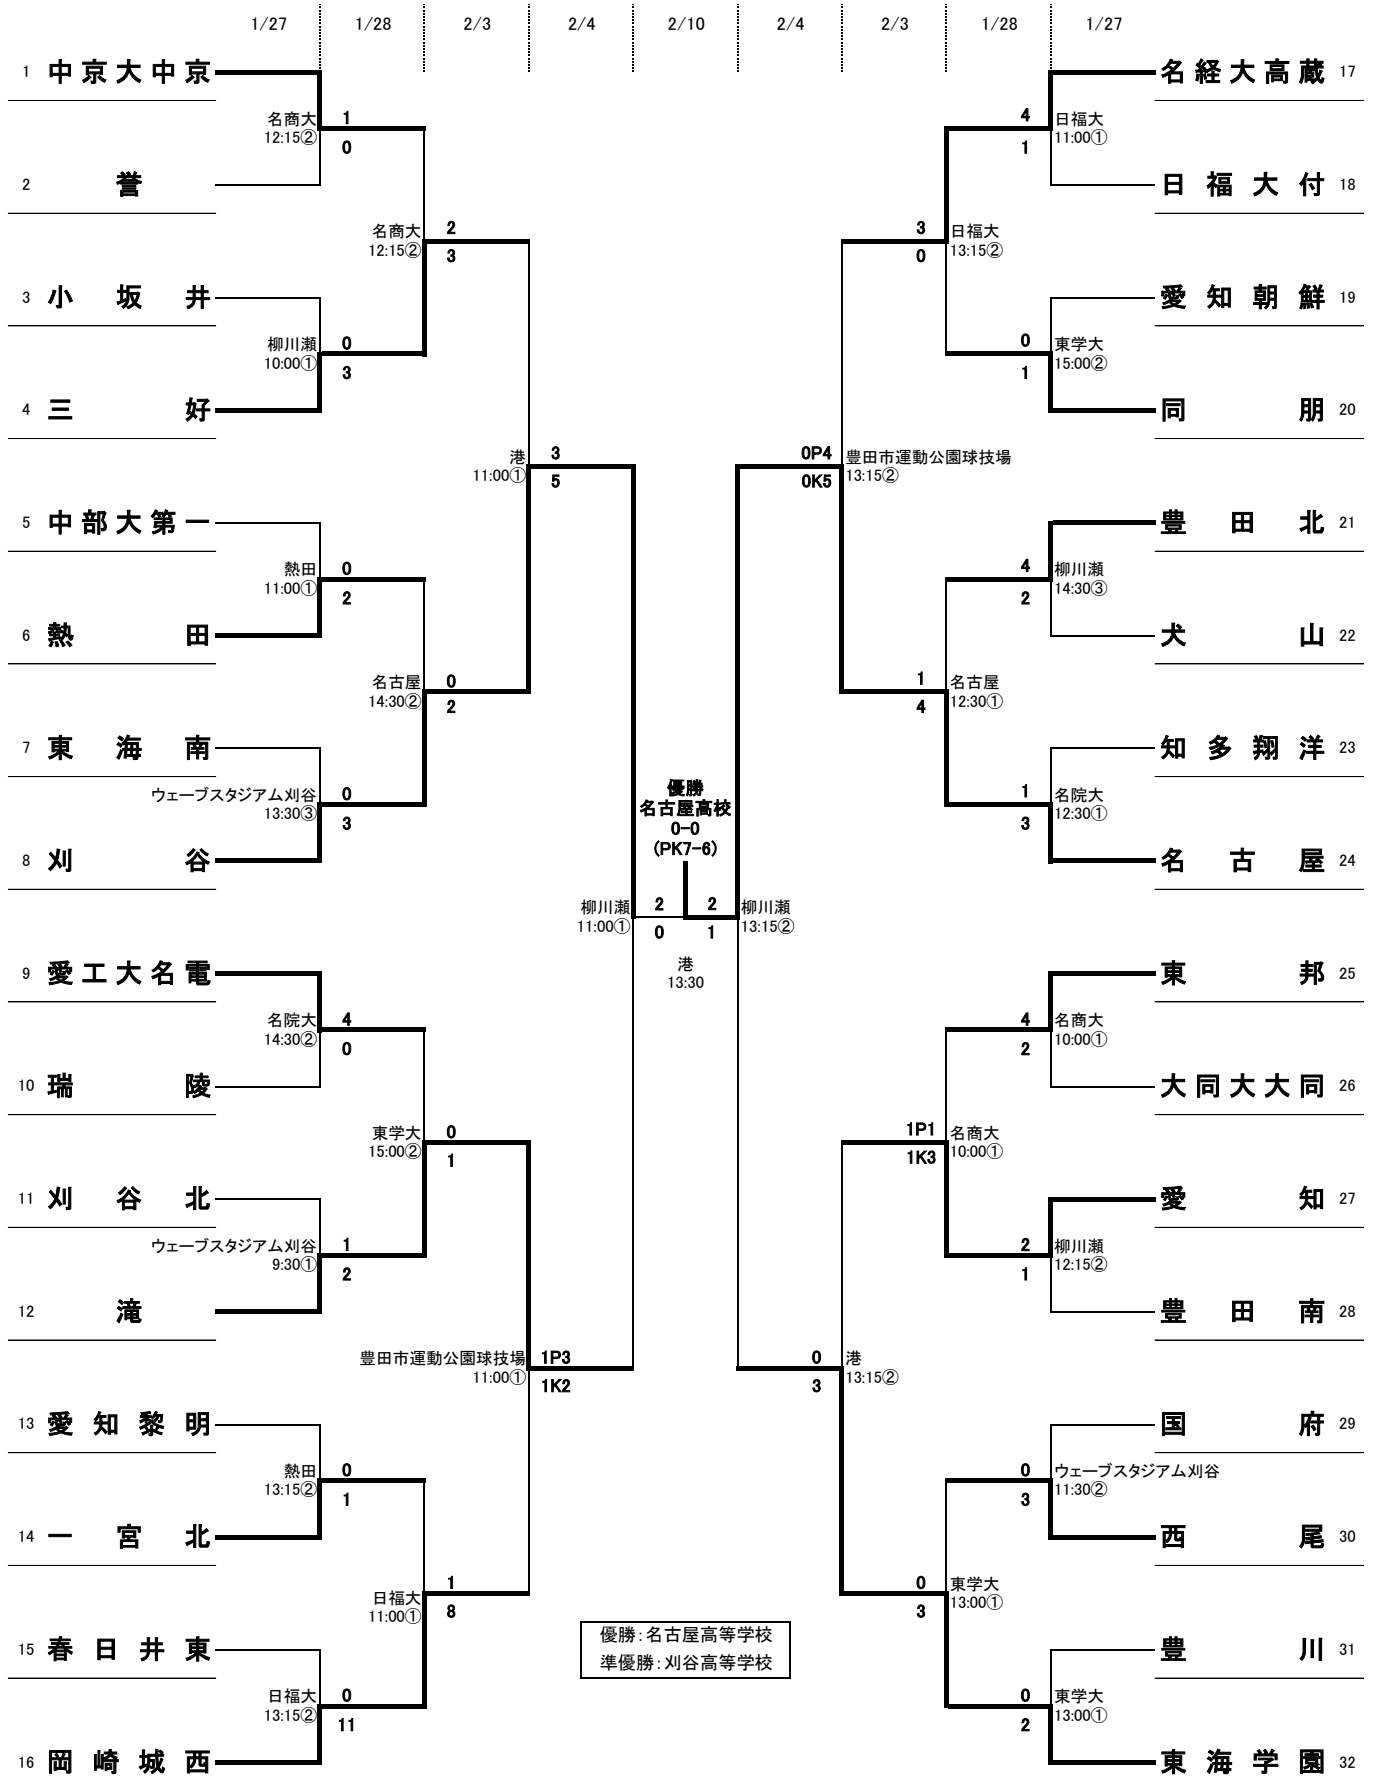 1/27 1/28 2/3 2/4 2/10 2/4 2/3 1/28 1/27
1 中京大中京
名経大高蔵 17
名商大 1
12:15② 0
4 日福大
1 11:00①
2 誉
日福大付 18
名商大 2
12:15② 3
3 日福大
0 13:15②
3 小坂井
愛知朝鮮 19
柳川瀬 0
10:00① 3
0 東学大
1 15:00②
4 三好
同朋 20
港 3
11:00① 5
0P4 豊田市運動公園球技場
0K5 13:15②
5 中部大第一
豊田北 21
熱田 0
11:00① 2
4 柳川瀬
2 14:30③
6 熱田
犬山 22
名古屋 0
14:30② 2
1 名古屋
4 12:30①
7 東海南
知多翔洋 23
ウェーブスタジアム刈谷 0
13:30③ 3
優勝
名古屋高校
0-0
(PK7-6)
1 名院大
3 12:30①
8 刈谷
名古屋 24
柳川瀬 2
11:00① 0
2 柳川瀬
1 13:15②
港
13:30
9 愛工大名電
東邦 25
名院大 4
14:30② 0
4 名商大
2 10:00①
10 瑞陵
大同大大同 26
東学大 0
15:00② 1
1P1 名商大
1K3 10:00①
11 刈谷北
愛知 27
ウェーブスタジアム刈谷 1
9:30① 2
2 柳川瀬
1 12:15②
12 滝
豊田南 28
豊田市運動公園球技場 1P3
11:00① 1K2
0 港
3 13:15②
13 愛知黎明
国府 29
熱田 0
13:15② 1
0 ウェーブスタジアム刈谷
3 11:30②
14 一宮北
西尾 30
日福大 1
11:00① 8
0 東学大
3 13:00①
優勝:名古屋高等学校
準優勝:刈谷高等学校
15 春日井東
豊川 31
日福大 0
13:15② 11
0 東学大
2 13:00①
16 岡崎城西
東海学園 32